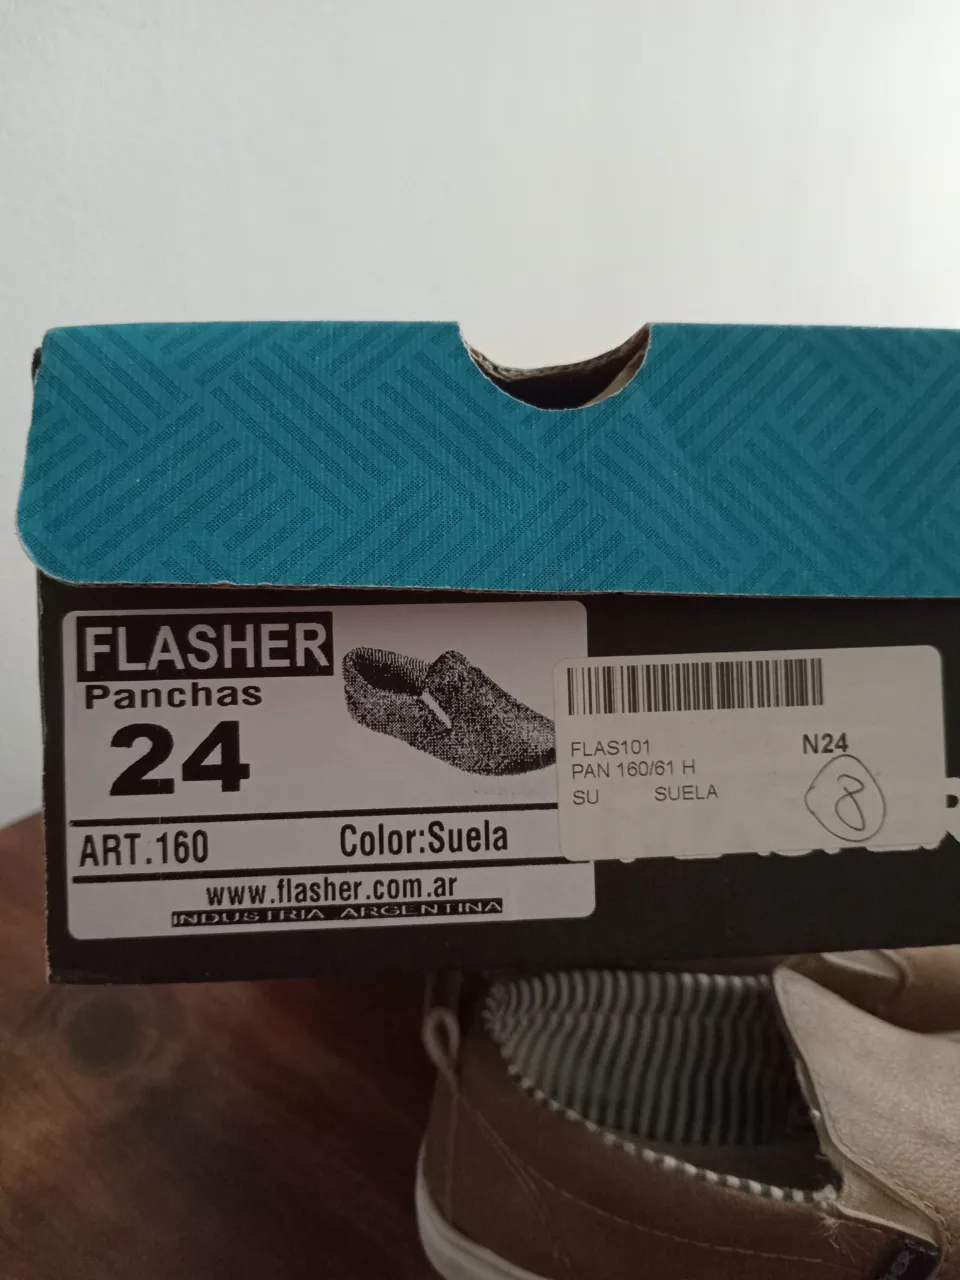 FLASHER
Panchas
24
ART.160
Color:Suela
www.flasher.com.ar
INDUSTRIA ARGENTINA
FLAS101
N24
PAN 160/61 H
SU SUELA
8